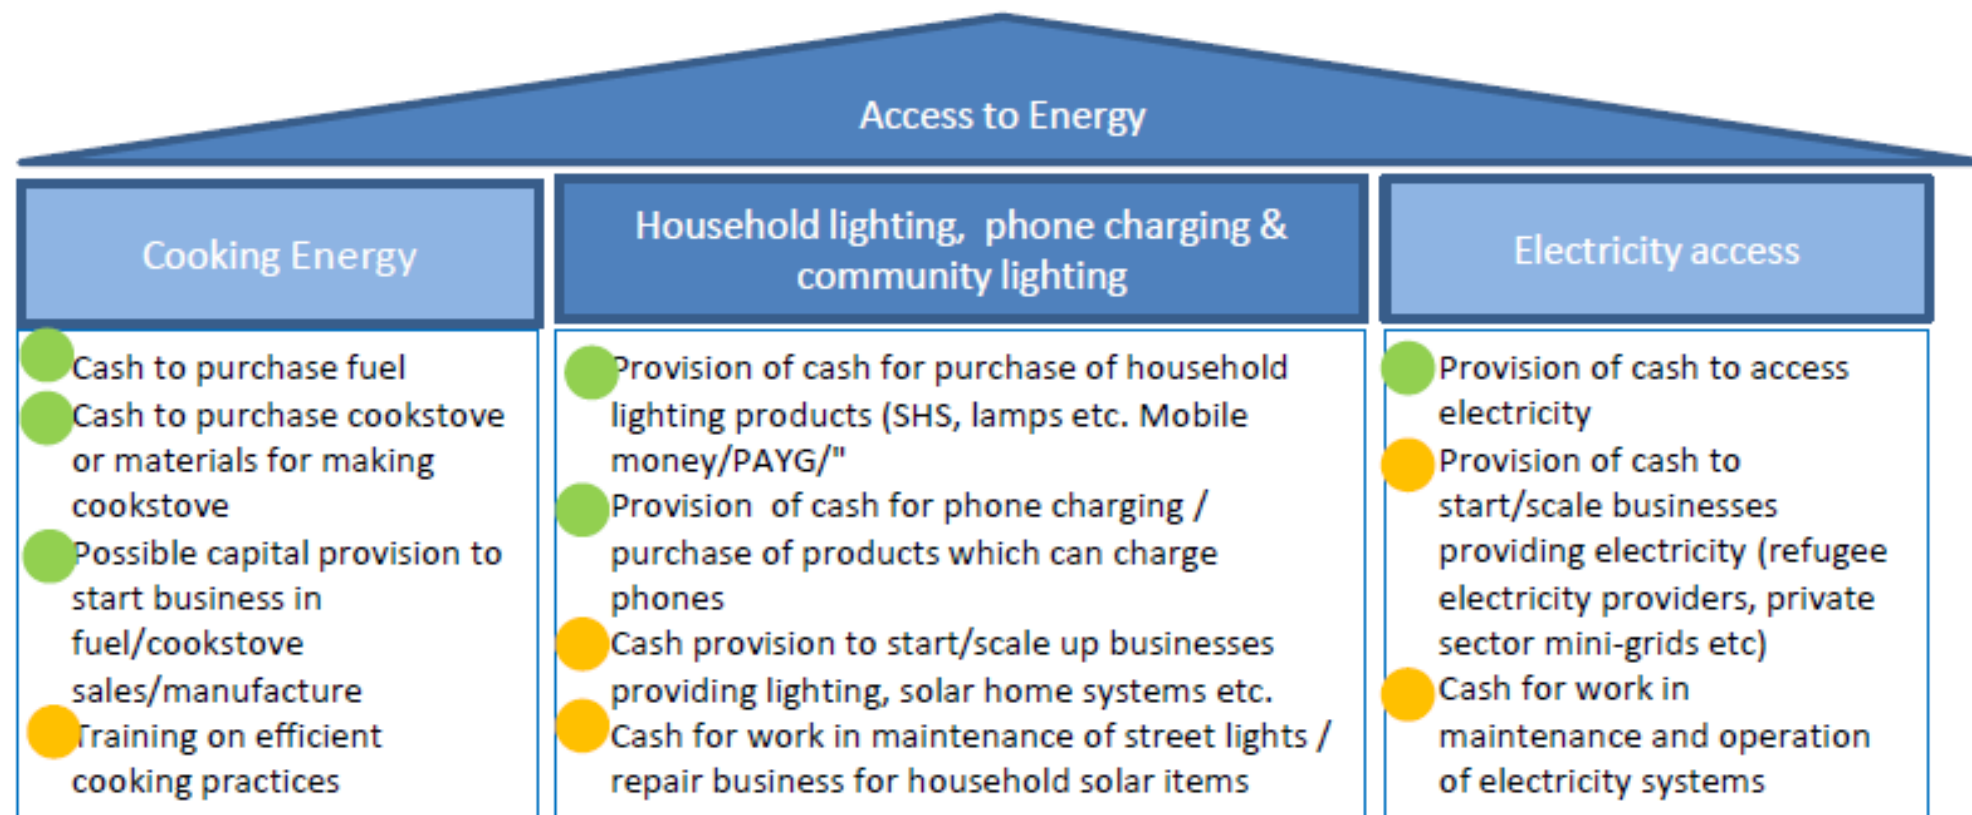 Access to Energy
Cooking Energy
Household lighting,  phone charging &
community lighting
Electricity access
Cash to purchase fuel
Cash to purchase cookstove
or materials for making
cookstove
Possible capital provision to
start business in
fuel/cookstove
sales/manufacture
Training on efficient
cooking practices
Provision of cash for purchase of household
lighting products (SHS, lamps etc. Mobile
money/PAYG/"
Provision  of cash for phone charging /
purchase of products which can charge
phones
Cash provision to start/scale up businesses
providing lighting, solar home systems etc.
Cash for work in maintenance of street lights /
repair business for household solar items
Provision of cash to access
electricity
Provision of cash to
start/scale businesses
providing electricity (refugee
electricity providers, private
sector mini-grids etc)
Cash for work in
maintenance and operation
of electricity systems